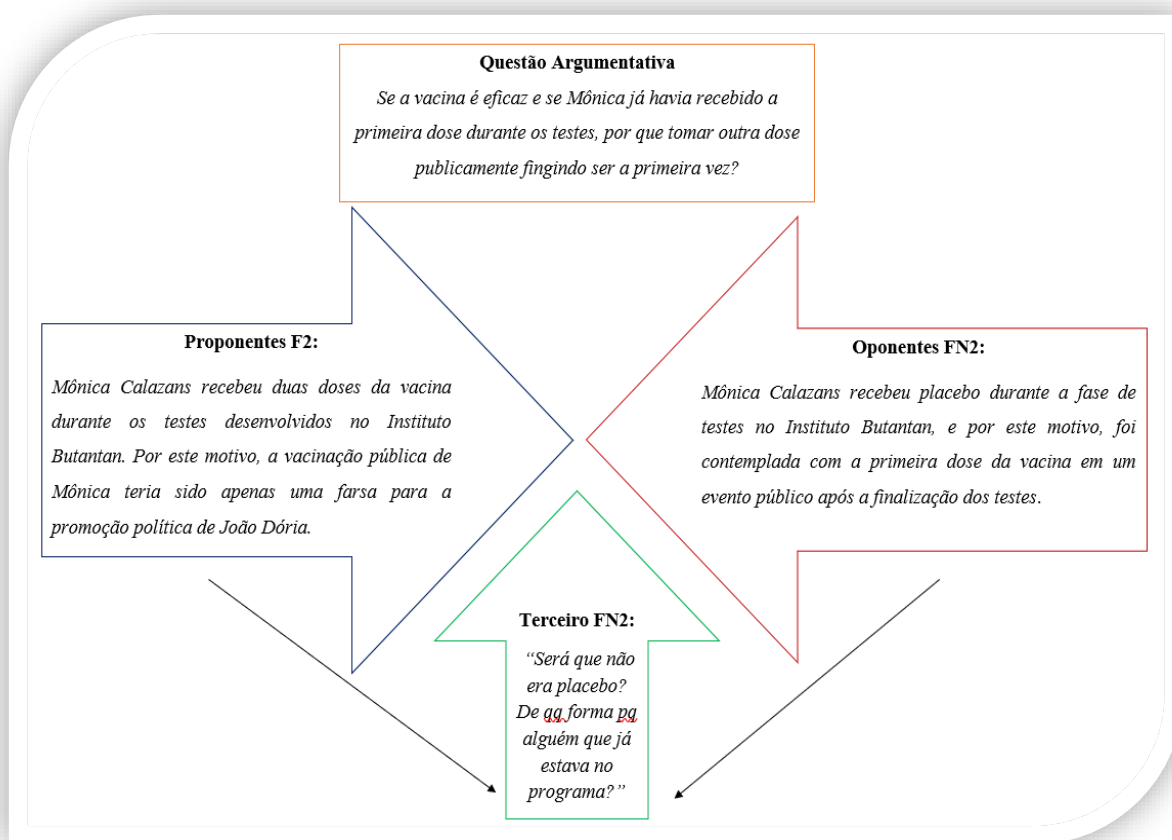 Questão Argumentativa
Se a vacina é eficaz e se Mônica já havia recebido a
primeira dose durante os testes, por que tomar outra dose
publicamente fingindo ser a primeira vez?
Proponentes F2:
Mônica Calazans recebeu duas doses da vacina
durante os testes desenvolvidos no Instituto
Butantan. Por este motivo, a vacinação pública de
Mônica teria sido apenas uma farsa para a
promoção política de João Dória.
Oponentes FN2:
Mônica Calazans recebeu placebo durante a fase de
testes no Instituto Butantan, e por este motivo, foi
contemplada com a primeira dose da vacina em um
evento público após a finalização dos testes.
Terceiro FN2:
“Será que não
era placebo?
De qq forma pq
alguém que já
estava no
programa?”